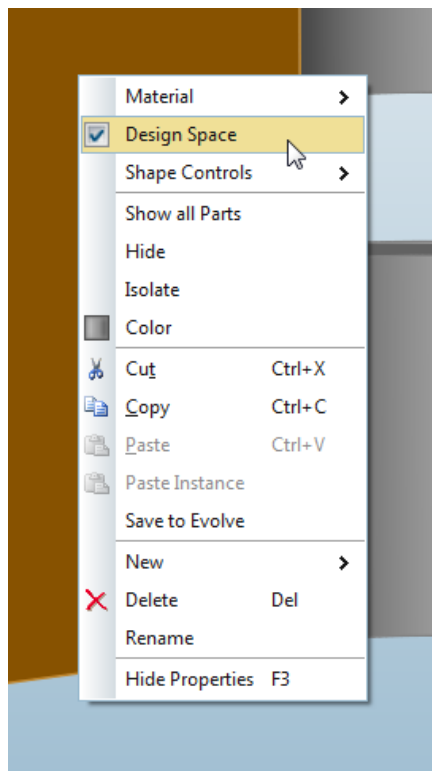 Material
Design Space
Shape Controls
Show all Parts
Hide
Isolate
Color
Cut Ctrl+X
Copy Ctrl+C
Paste Ctrl+V
Paste Instance
Save to Evolve
New
Delete Del
Rename
Hide Properties F3